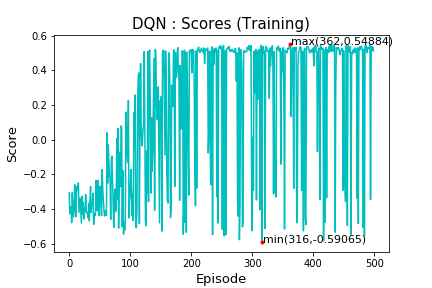 DQN : Scores (Training)
max(362,0.54884)
0.6
0.4
0.2
0.0
−0.2
−0.4
−0.6
Score
min(316,-0.59065)
0
100
200
300
400
500
Episode